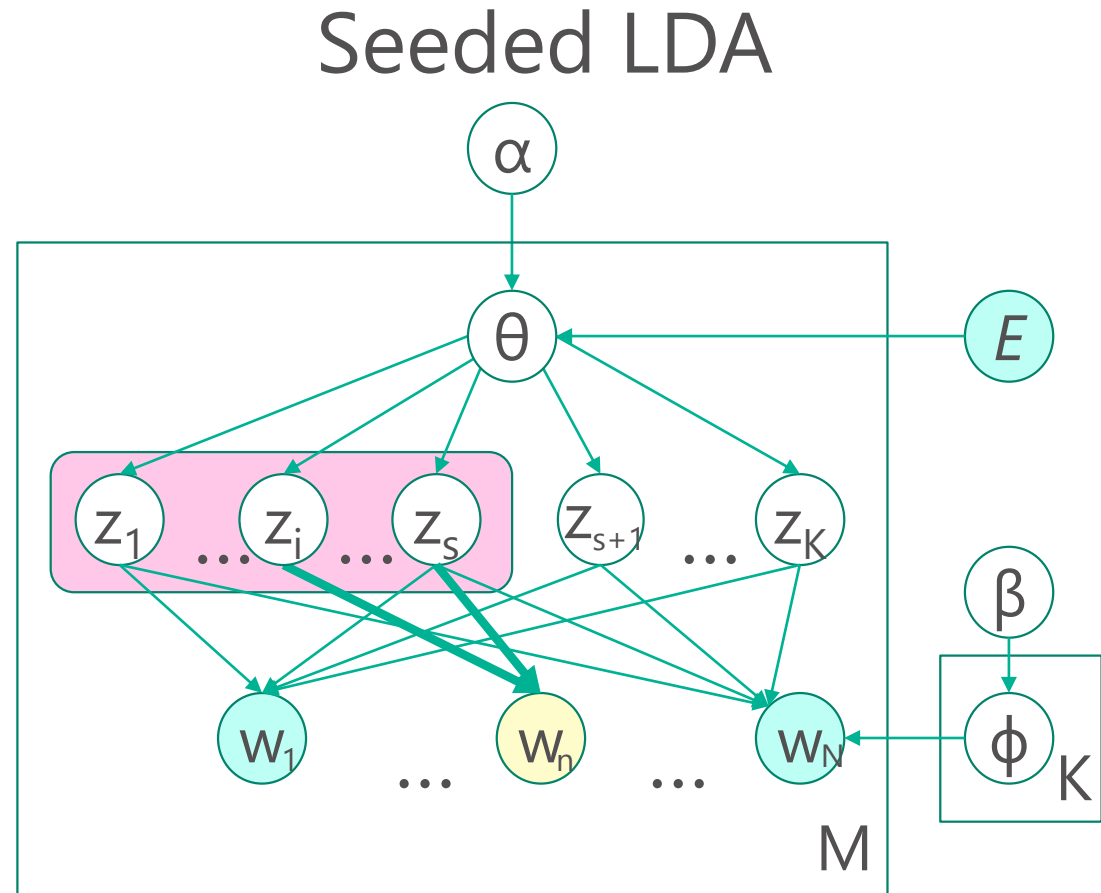 Seeded LDA
α
θ
E
z1 ... zi ... zs zs+1 ... zK
β
w1 ... wn ... wN
ϕ
K
M